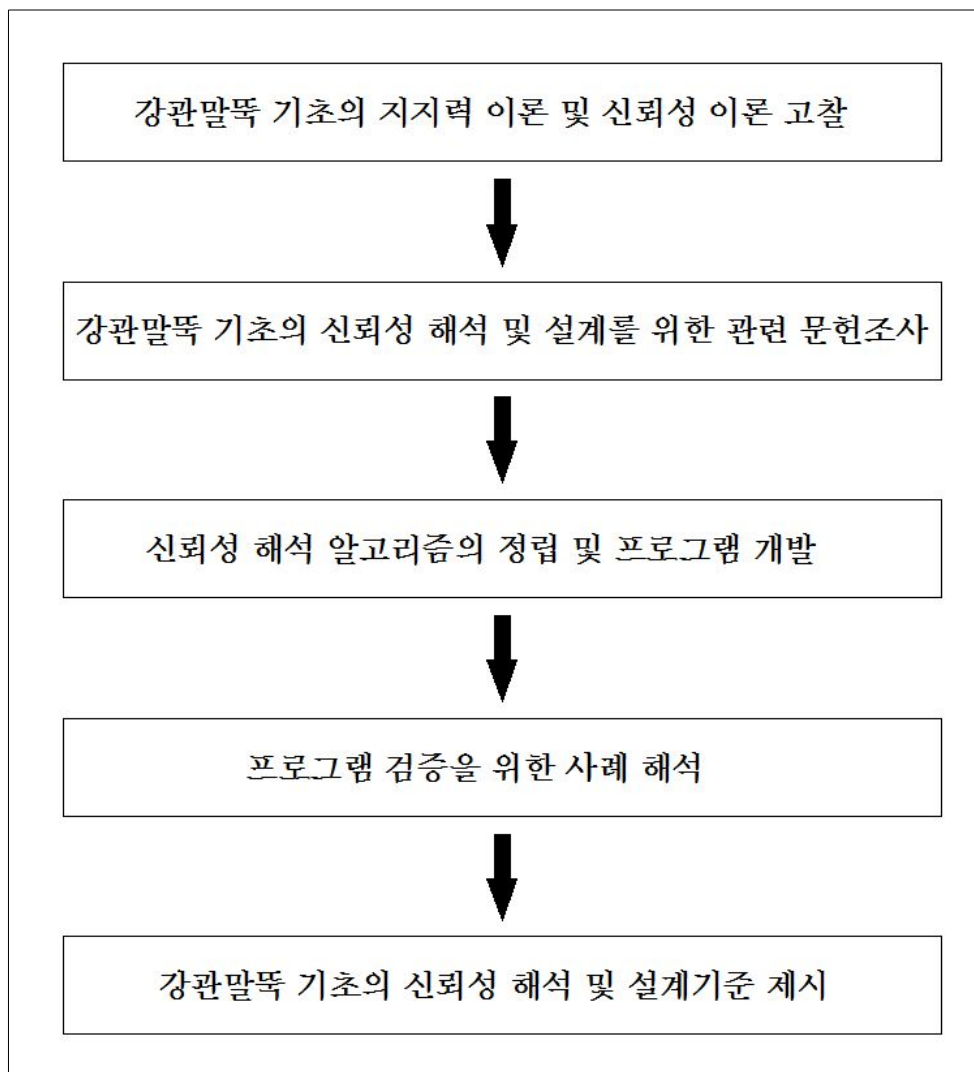 강관말뚝 기초의 지지력 이론 및 신뢰성 이론 고찰
강관말뚝 기초의 신뢰성 해석 및 설계를 위한 관련 문헌조사
신뢰성 해석 알고리즘의 정립 및 프로그램 개발
프로그램 검증을 위한 사례 해석
강관말뚝 기초의 신뢰성 해석 및 설계기준 제시